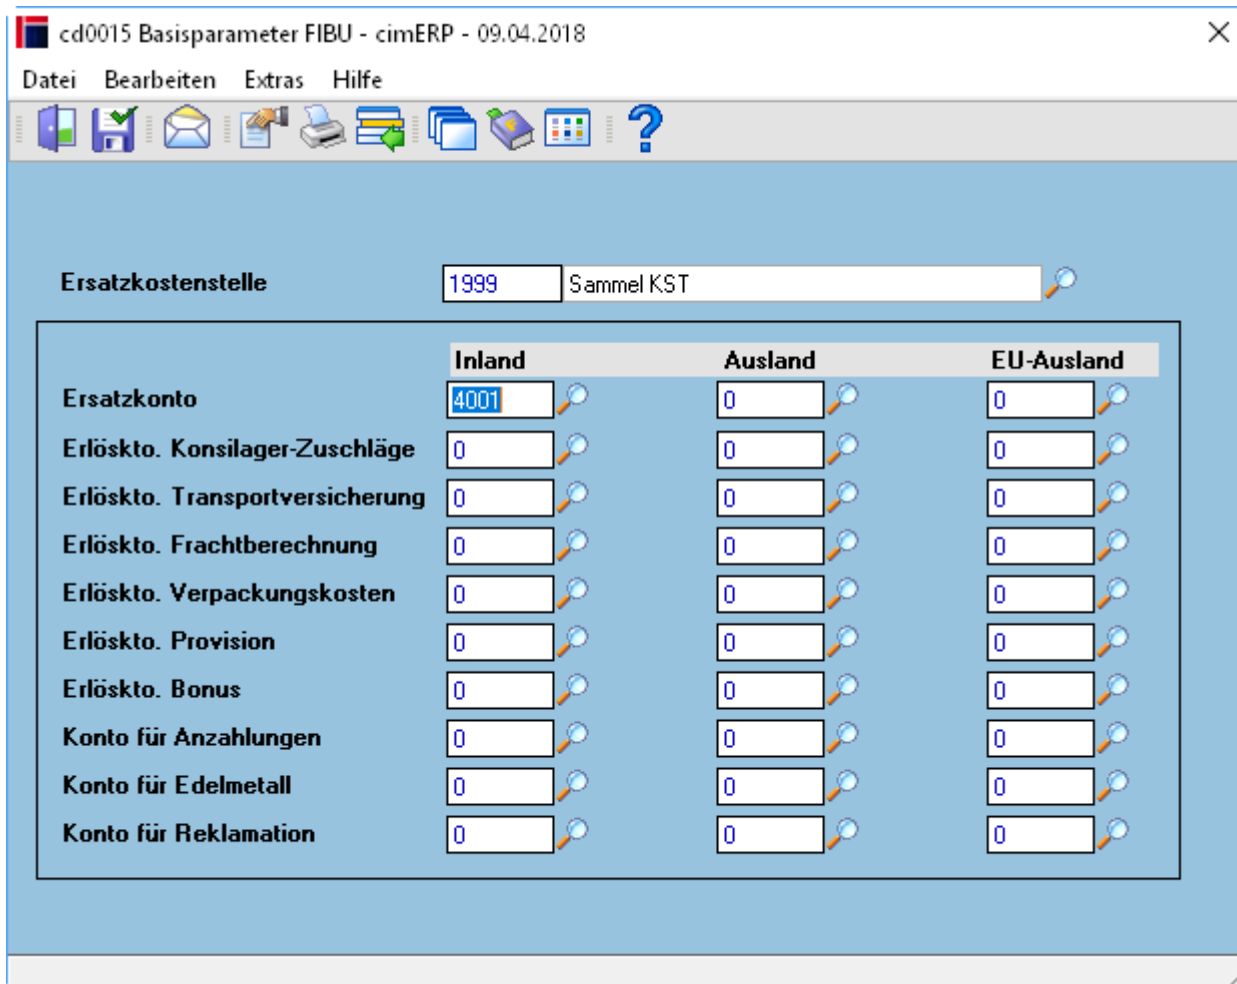 cd0015 Basisparameter FIBU - cimERP - 09.04.2018
Datei Bearbeiten Extras Hilfe
Ersatzkostenstelle 1999 Sammel KST
Inland Ausland EU-Ausland
Ersatzkonto 4001 0 0
Erlöskto. Konsilager-Zuschläge 0 0 0
Erlöskto. Transportversicherung 0 0 0
Erlöskto. Frachtberechnung 0 0 0
Erlöskto. Verpackungskosten 0 0 0
Erlöskto. Provision 0 0 0
Erlöskto. Bonus 0 0 0
Konto für Anzahlungen 0 0 0
Konto für Edelmetall 0 0 0
Konto für Reklamation 0 0 0